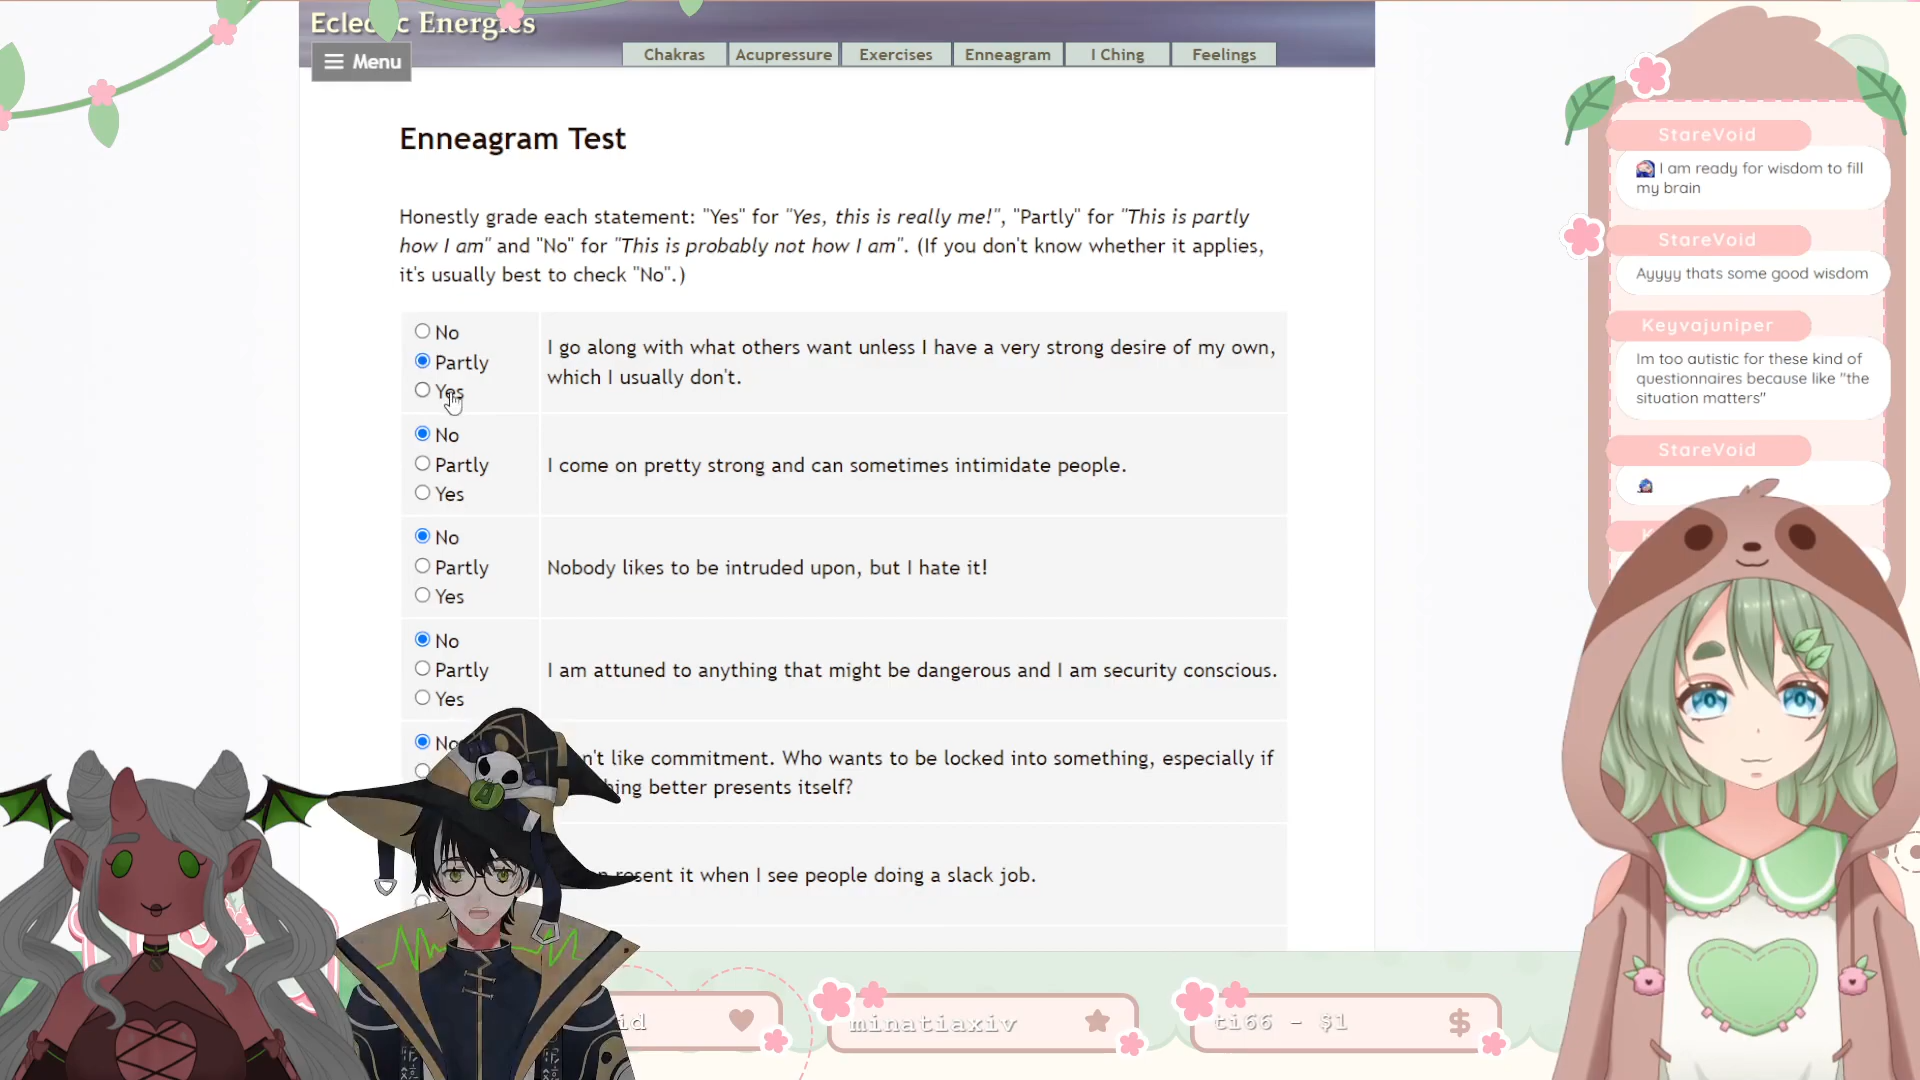 Eclectic Energies
Menu
Chakras
Acupressure
Exercises
Enneagram
I Ching
Feelings
Enneagram Test
Honestly grade each statement: "Yes" for "Yes, this is really me!", "Partly" for "This is partly
how I am" and "No" for "This is probably not how I am". (If you don't know whether it applies,
it's usually best to check "No".)
No
Partly
Yes
I go along with what others want unless I have a very strong desire of my own,
which I usually don't.
No
Partly
Yes
I come on pretty strong and can sometimes intimidate people.
No
Partly
Yes
Nobody likes to be intruded upon, but I hate it!
No
Partly
Yes
I am attuned to anything that might be dangerous and I am security conscious.
No
like commitment. Who wants to be locked into something, especially if
better presents itself?
resent it when I see people doing a slack job.
StareVoid
I am ready for wisdom to fill
my brain
StareVoid
Ayyyy thats some good wisdom
Keyvajuniper
Im too autistic for these kind of
questionnaires because like "the
situation matters"
StareVoid
minatiaxiv
ti66 - $1